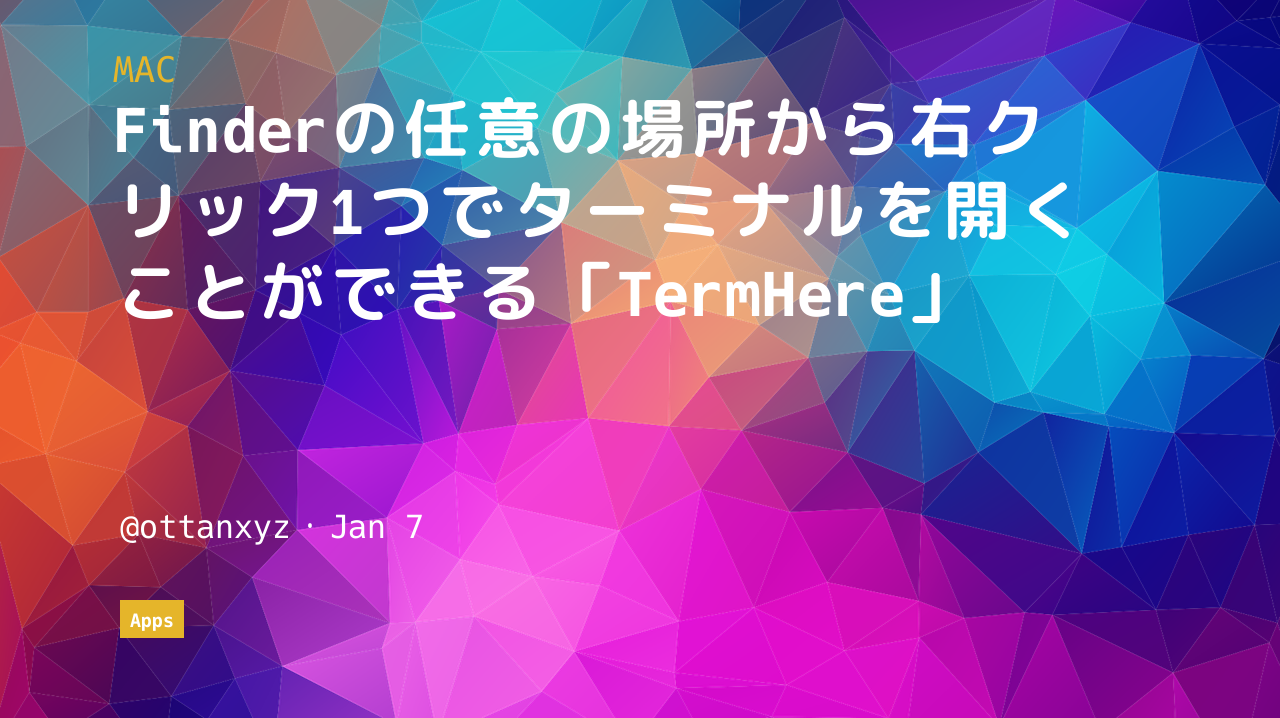 MAC
Finderの任意の場所から右ク
リック1つでターミナルを開く
ことができる「TermHere」
@ottanxyz · Jan 7
Apps